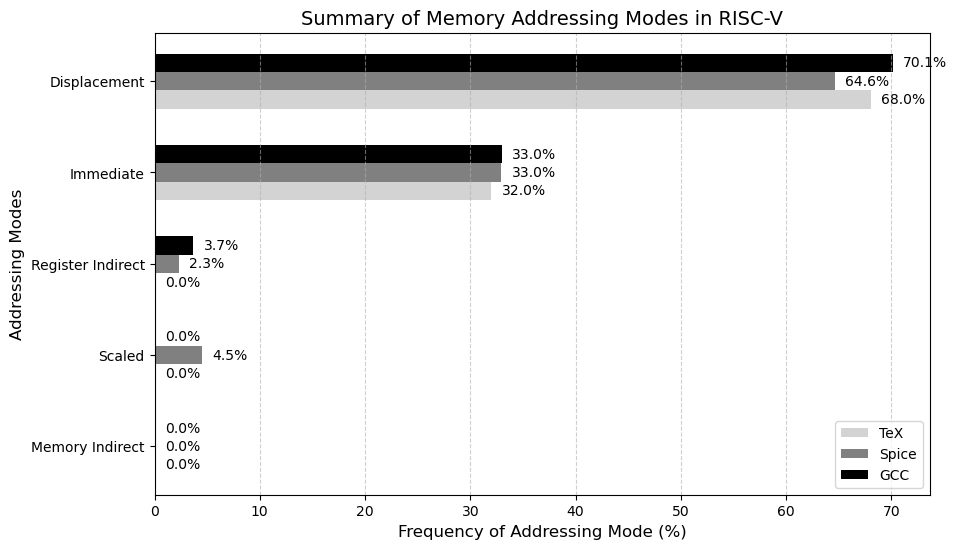 Summary of Memory Addressing Modes in RISC-V
Addressing Modes
Displacement
70.1%
64.6%
68.0%
Immediate
33.0%
33.0%
32.0%
Register Indirect
3.7%
2.3%
0.0%
Scaled
0.0%
4.5%
0.0%
Memory Indirect
0.0%
0.0%
0.0%
TeX
Spice
GCC
0 10 20 30 40 50 60 70
Frequency of Addressing Mode (%)